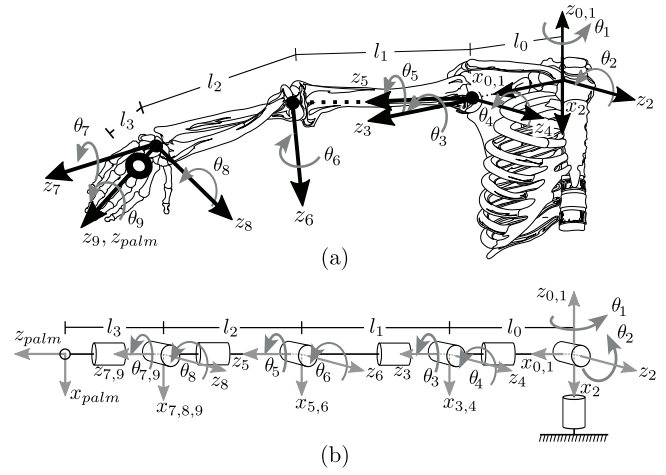 z0,1
θ1
l0
l1
θ2
l2
θ5
x0,1
z5
l3
x2
z2
θ4
z4
θ3
z3
θ7
θ6
θ8
z7
θ9
z8
z6
z9, zpalm
(a)
z0,1
θ1
l3
l2
l1
l0
θ2
zpalm
z7,9
θ7,9
θ8
z8
z5
θ5
θ6
z6
z3
θ3
θ4
z4
x0,1
x2
z2
xpalm
x7,8,9
x5,6
x3,4
(b)